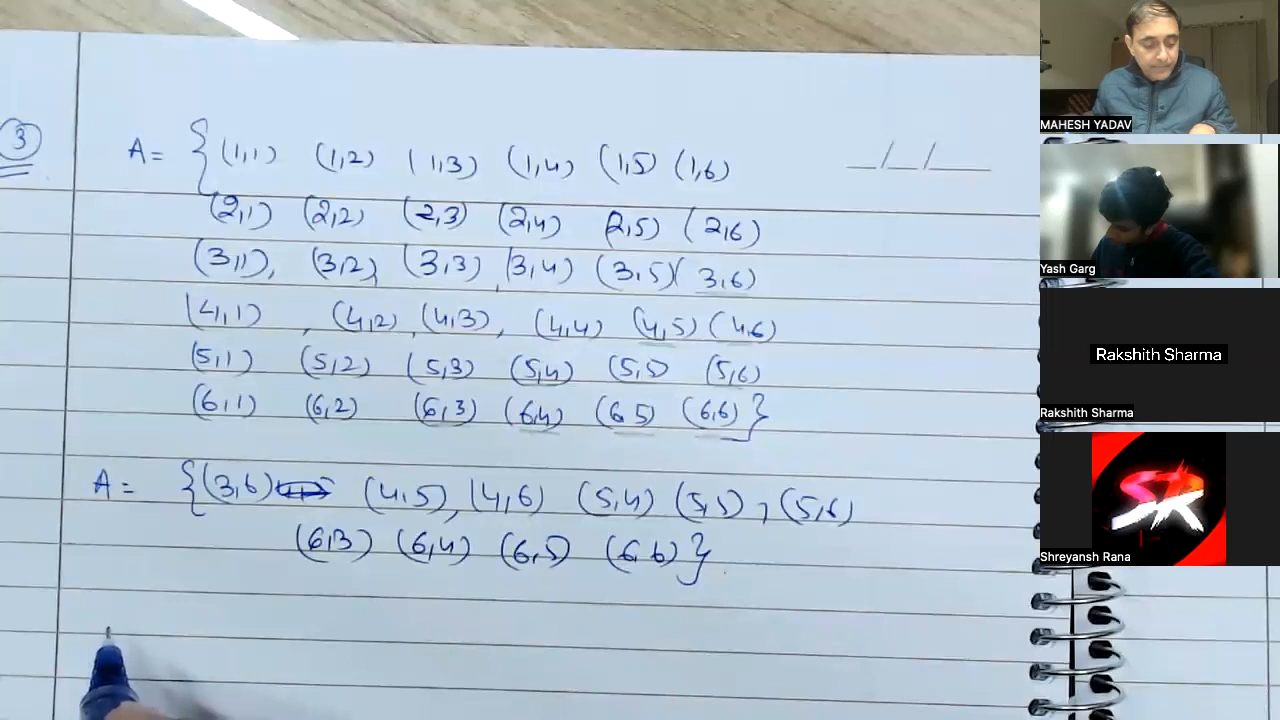 3
A= {(1,1) (1,2) (1,3) (1,4) (1,5) (1,6)
(2,1) (2,2) (2,3) (2,4) 2,5) (2,6)
(3,1), (3,2), (3,3) , (3,4) (3,5) (3,6)
(4,1) , (4,2) , (4,3) , (4,4) (4,5) (4,6)
(5,1) (5,2) (5,3) (5,4) (5,5) (5,6)
(6,1) (6,2) (6,3) (6,4) (6 5) (6,6) }
A= {(3,6) (4,5), (4,6) (5,4) (5,5) , (5,6)
(6,3) (6,4) (6,5) (6,6) }
__/__/___
MAHESH YADAV
Yash Garg
Rakshith Sharma
Rakshith Sharma
SR
Shreyansh Rana